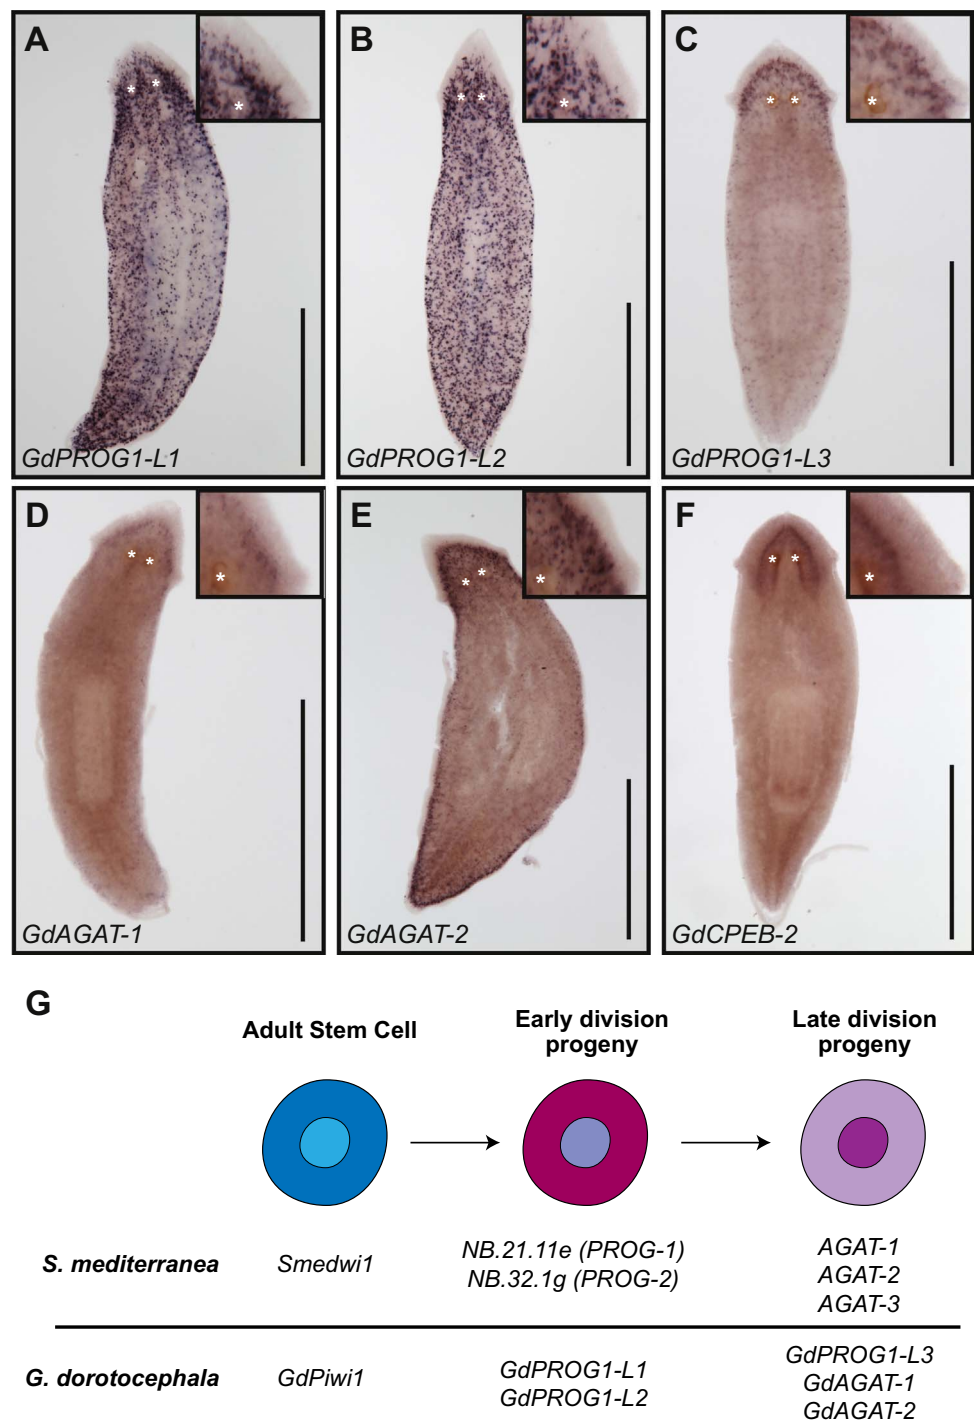 A
B
C
*
*
*
*
*
*
*
*
*
GdPROG1-L1
GdPROG1-L2
GdPROG1-L3
D
E
F
*
*
*
*
*
*
*
*
*
GdAGAT-1
GdAGAT-2
GdCPEB-2
G
Adult Stem Cell
Early division
progeny
Late division
progeny
S. mediterranea
Smedwi1
NB.21.11e (PROG-1)
NB.32.1g (PROG-2)
AGAT-1
AGAT-2
AGAT-3
G. dorotocephala
GdPiwi1
GdPROG1-L1
GdPROG1-L2
GdPROG1-L3
GdAGAT-1
GdAGAT-2